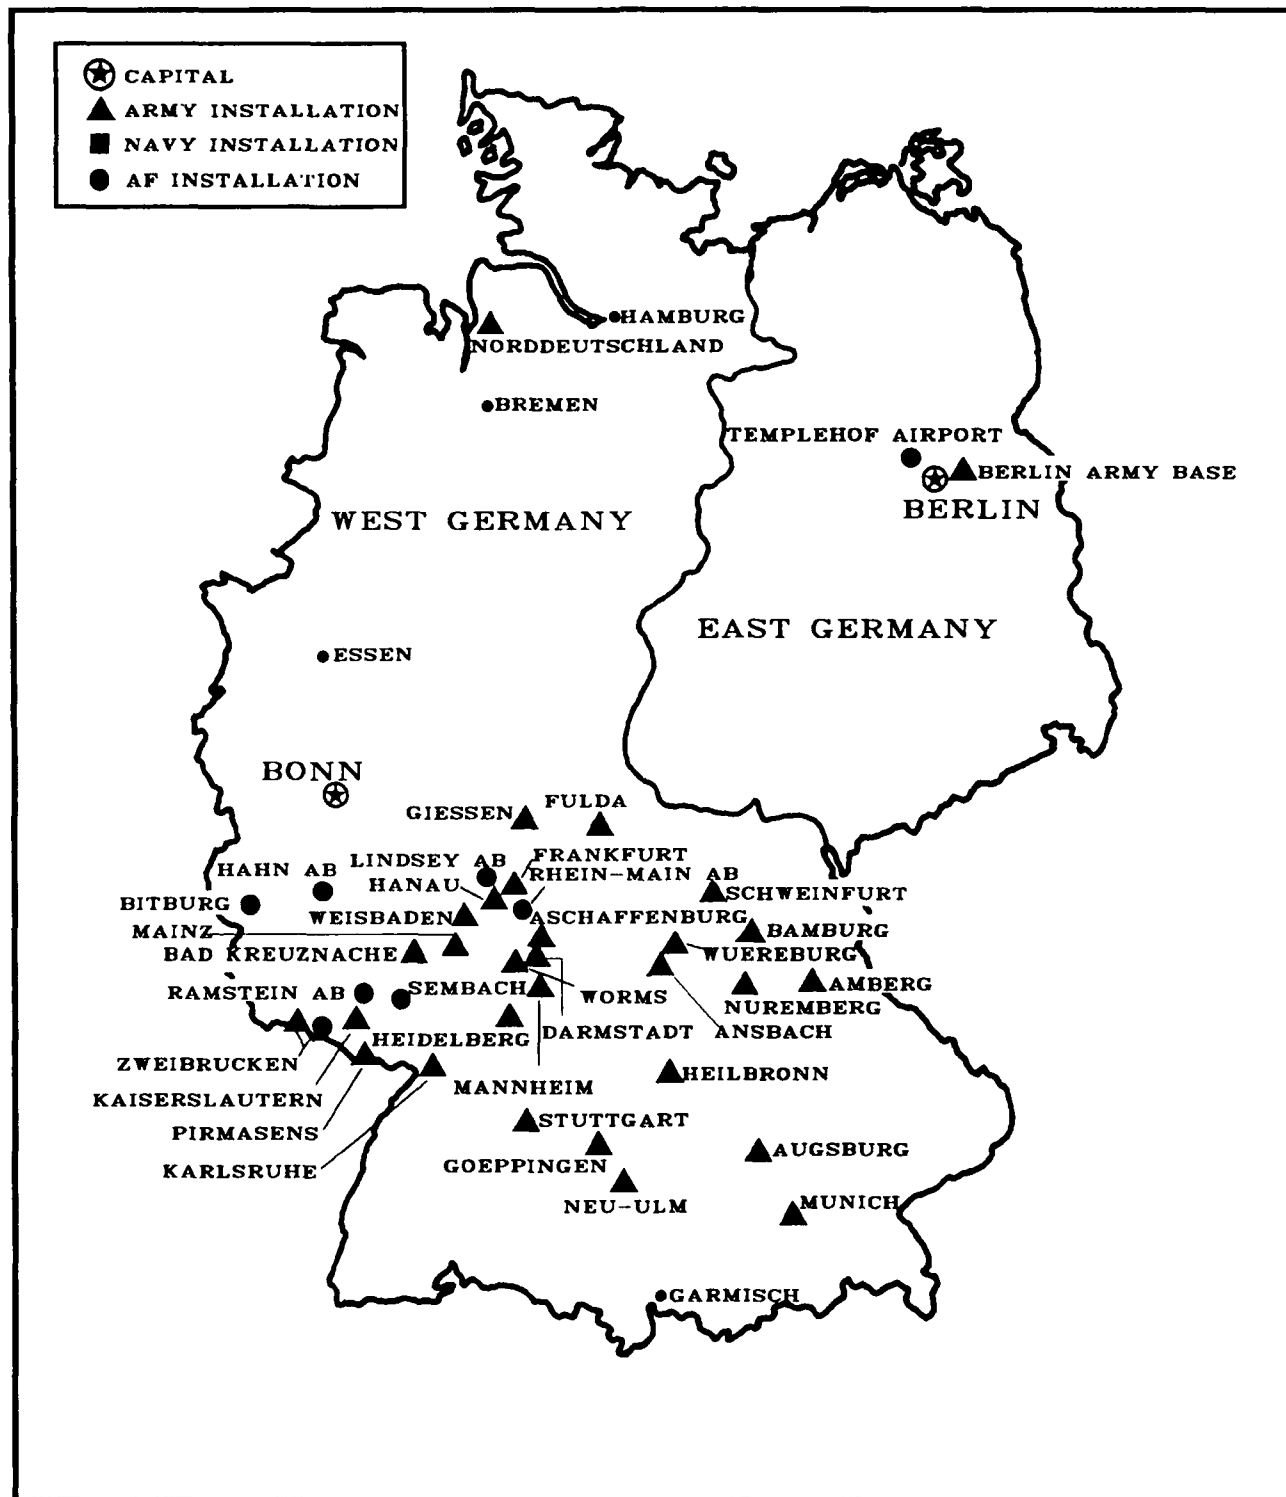 CAPITAL
ARMY INSTALLATION
NAVY INSTALLATION
AF INSTALLATION
HAMBURG
NORDDEUTSCHLAND
BREMEN
TEMPLEHOF AIRPORT
BERLIN ARMY BASE
BERLIN
WEST GERMANY
EAST GERMANY
ESSEN
BONN
FULDA
GIESSEN
FRANKFURT
LINDSEY AB
HAHN AB
RHEIN-MAIN AB
HANAU
SCHWEINFURT
BITBURG
WEISBADEN
ASCHAFFENBURG
MAINZ
BAMBURG
BAD KREUZNACHE
WUEREBURG
RAMSTEIN AB
SEMBACH
WORMS
AMBERG
NUREMBERG
DARMSTADT
ANSBACH
HEIDELBERG
ZWEIBRUCKEN
HEILBRONN
MANNHEIM
KAISERSLAUTERN
STUTTGART
PIRMASENS
AUGSBURG
GOEPPINGEN
KARLSRUHE
MUNICH
NEU-ULM
GARMISCH